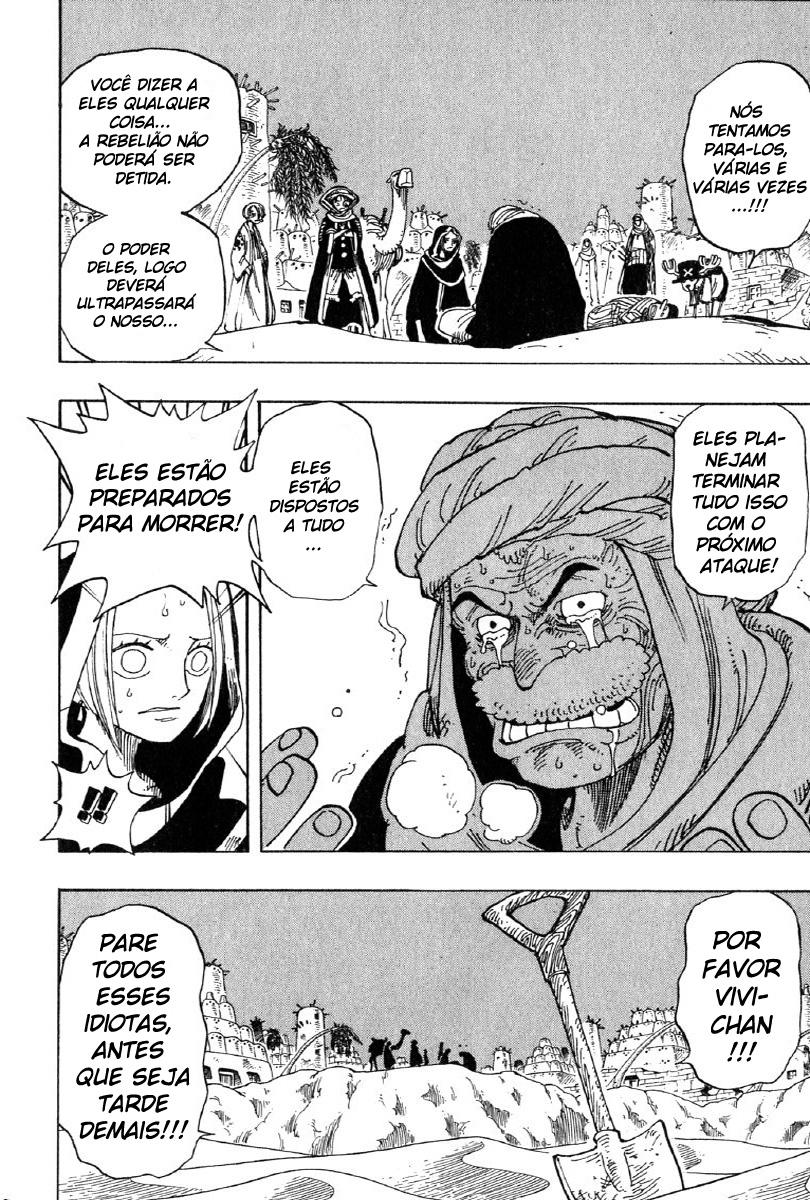 NÓS
TENTAMOS
PARA-LOS,
VÁRIAS E
VÁRIAS VEZES
...!!!
VOCÊ DIZER A
ELES QUALQUER
COISA...
A REBELIÃO NÃO
PODERÁ SER
DETIDA.
O PODER
DELES, LOGO
DEVERÁ
ULTRAPASSARÁ
O NOSSO...
ELES PLA-
NEJAM
TERMINAR
TUDO ISSO
COM O
PRÓXIMO
ATAQUE!
ELES
ESTÃO
DISPOSTOS
A TUDO
...
ELES ESTÃO
PREPARADOS
PARA MORRER!
!!
POR
FAVOR
VIVI-
CHAN
!!!
PARE
TODOS
ESSES
IDIOTAS,
ANTES
QUE SEJA
TARDE
DEMAIS!!!